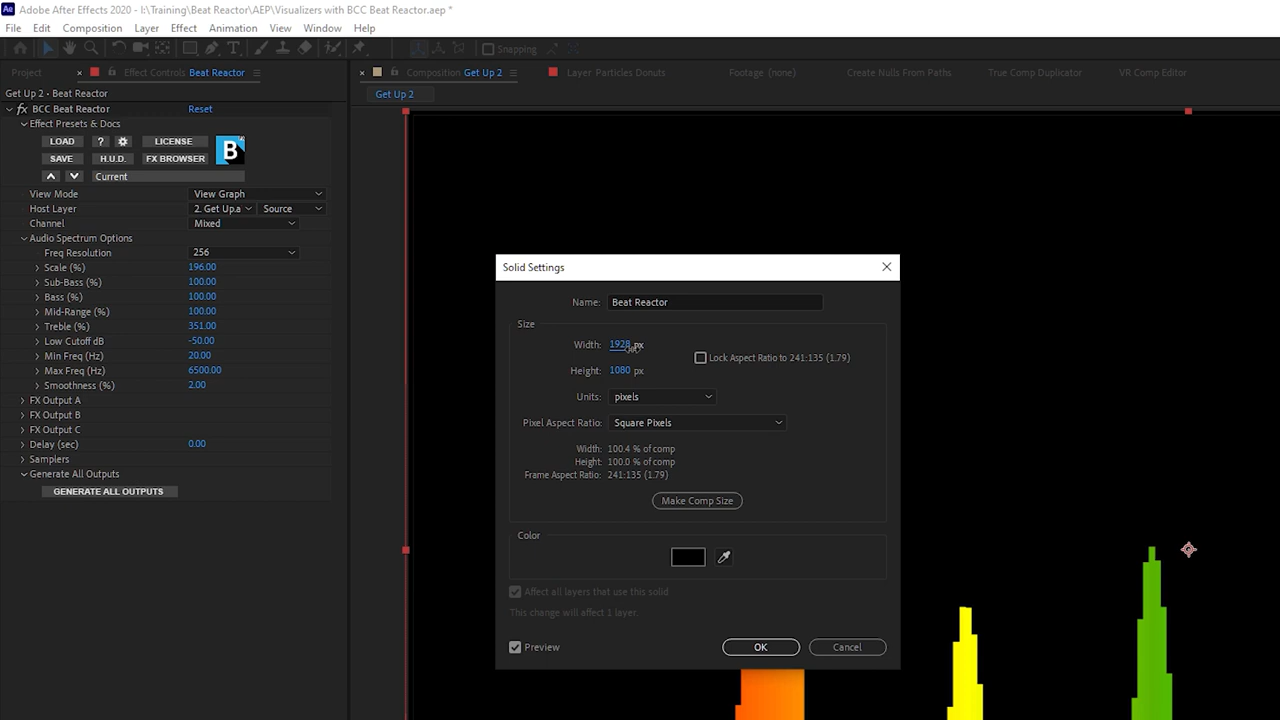 Ae Adobe After Effects 2020 - I:\Training\Beat Reactor\AEP\Visualizers with BCC Beat Reactor.aep *
File Edit Composition Layer Effect Animation View Window Help
Snapping
Project × Effect Controls Beat Reactor × Composition Get Up 2 Layer Particles Donuts Footage (none) Create Nulls From Paths True Comp Duplicator VR Comp Editor
Get Up 2 • Beat Reactor
Get Up 2
fx BCC Beat Reactor Reset
Effect Presets & Docs
LOAD ? LICENSE B
SAVE H.U.D. FX BROWSER
Current
View Mode View Graph
Host Layer 2. Get Up.a Source
Channel Mixed
Audio Spectrum Options
Freq Resolution 256
Scale (%) 196.00
Sub-Bass (%) 100.00
Bass (%) 100.00
Mid-Range (%) 100.00
Treble (%) 351.00
Low Cutoff dB -50.00
Min Freq (Hz) 20.00
Max Freq (Hz) 6500.00
Smoothness (%) 2.00
FX Output A
FX Output B
FX Output C
Delay (sec) 0.00
Samplers
Generate All Outputs
GENERATE ALL OUTPUTS
Solid Settings
Name: Beat Reactor
Size
Width: 1928 px
Lock Aspect Ratio to 241:135 (1.79)
Height: 1080 px
Units: pixels
Pixel Aspect Ratio: Square Pixels
Width: 100.4 % of comp
Height: 100.0 % of comp
Frame Aspect Ratio: 241:135 (1.79)
Make Comp Size
Color
Affect all layers that use this solid
This change will affect 1 layer.
Preview OK Cancel